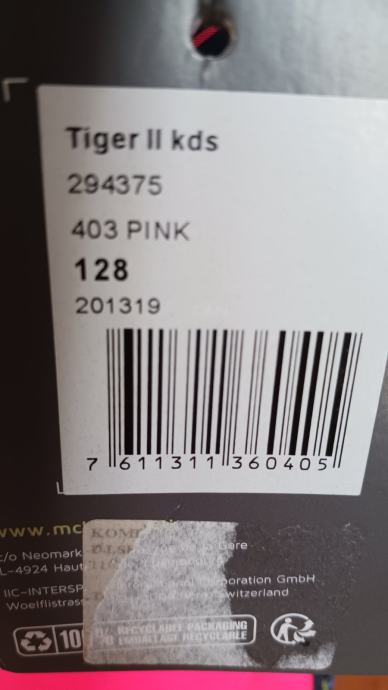 Tiger II kds
294375
403 PINK
128
201319
7 611311 360405
www.mc
c/o Neomark
L-4924 Haut
IIC-INTERSP poration GmbH
Woelflistras Switzerland
RECYCLABLE PACKAGING
EMBALLAGE RECYCLABLE